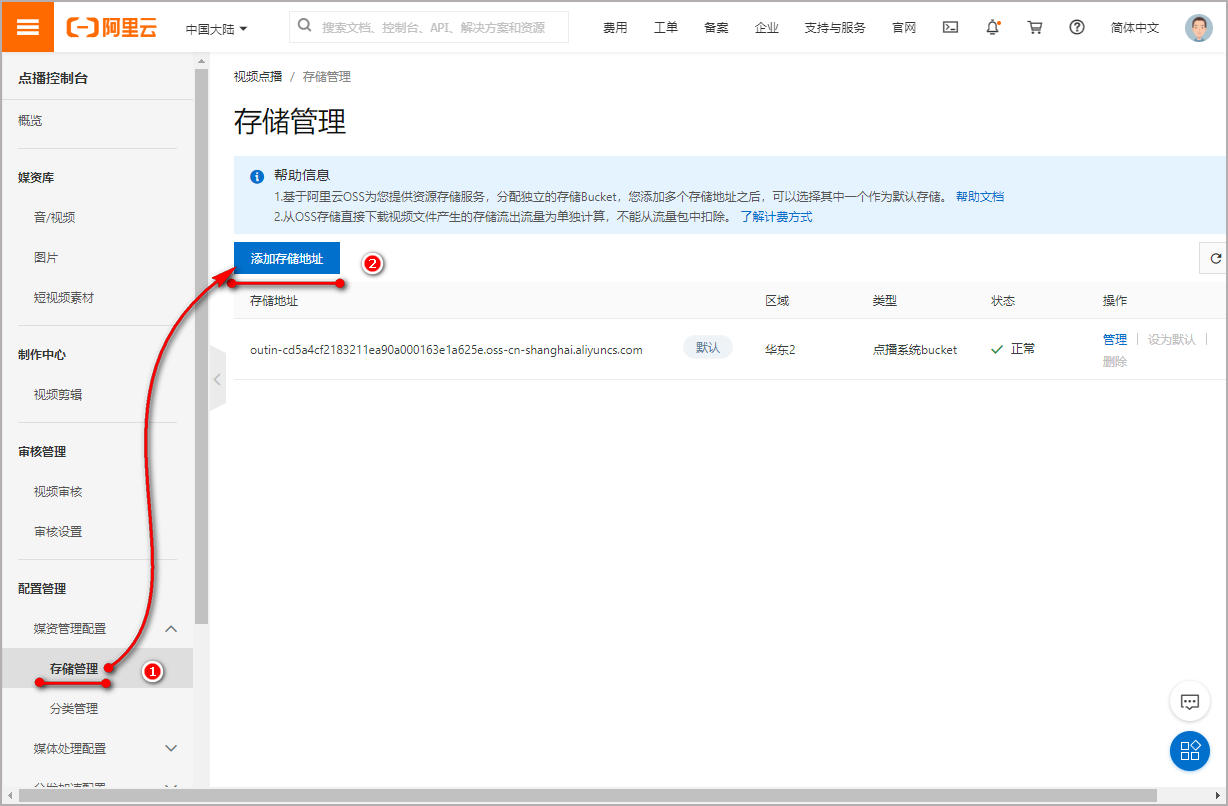 阿里云
中国大陆
搜索文档、控制台、API、解决方案和资源
费用
工单
备案
企业
支持与服务
官网
简体中文
点播控制台
概览
媒资库
音/视频
图片
短视频素材
制作中心
视频剪辑
审核管理
视频审核
审核设置
配置管理
媒资管理配置
存储管理
1
分类管理
媒体处理配置
分发加速配置
视频点播 / 存储管理
存储管理
帮助信息
1.基于阿里云OSS为您提供资源存储服务，分配独立的存储Bucket，您添加多个存储地址之后，可以选择其中一个作为默认存储。 帮助文档
2.从OSS存储直接下载视频文件产生的存储流出流量为单独计算，不能从流量包中扣除。 了解计费方式
添加存储地址
2
存储地址 区域 类型 状态 操作
outin-cd5a4cf2183211ea90a000163e1a625e.oss-cn-shanghai.aliyuncs.com 默认 华东2 点播系统bucket 正常 管理 设为默认
删除